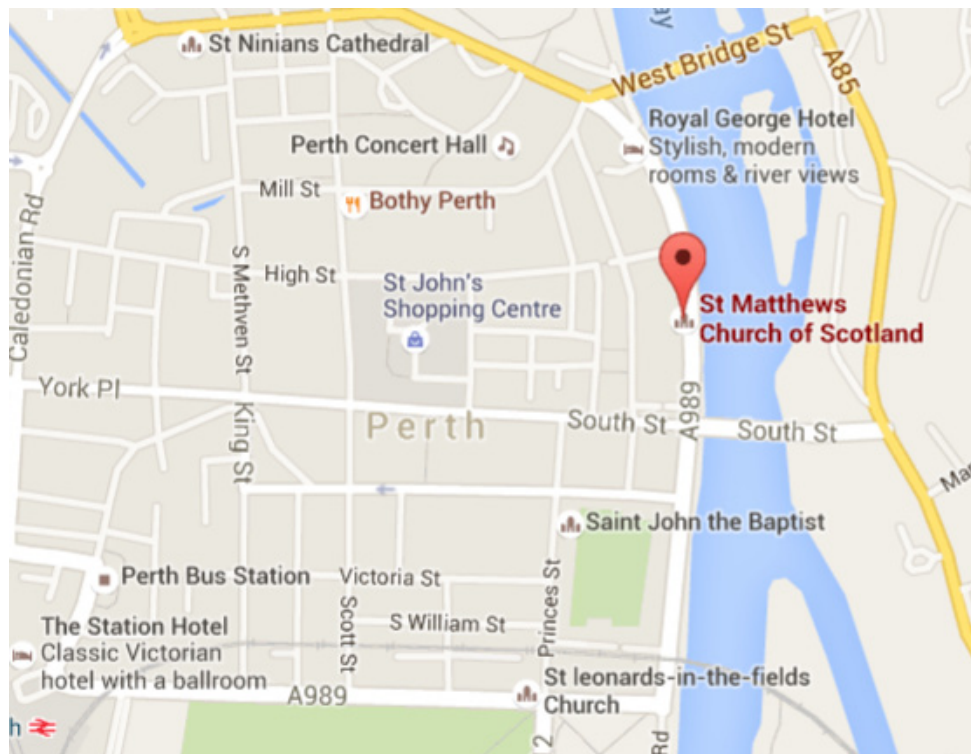 ay
St Ninians Cathedral
West Bridge St
A85
Royal George Hotel
Stylish, modern
rooms & river views
Perth Concert Hall
Mill St
Bothy Perth
Caledonian Rd
S Methven St
High St
St John's
Shopping Centre
St Matthews
Church of Scotland
York Pl
King St
Perth
South St
A989
South St
Mar
Saint John the Baptist
Perth Bus Station
Victoria St
Princes St
Scott St
S William St
The Station Hotel
Classic Victorian
hotel with a ballroom
A989
St leonards-in-the-fields
Church
h
2
Rd